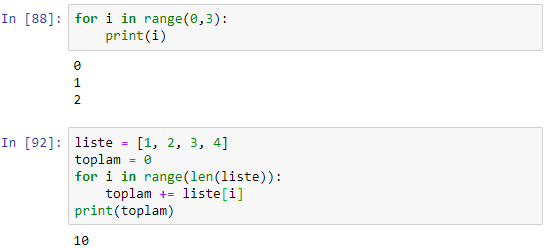 In [88]: for i in range(0,3):
    print(i)
0
1
2
In [92]: liste = [1, 2, 3, 4]
toplam = 0
for i in range(len(liste)):
    toplam += liste[i]
print(toplam)
10